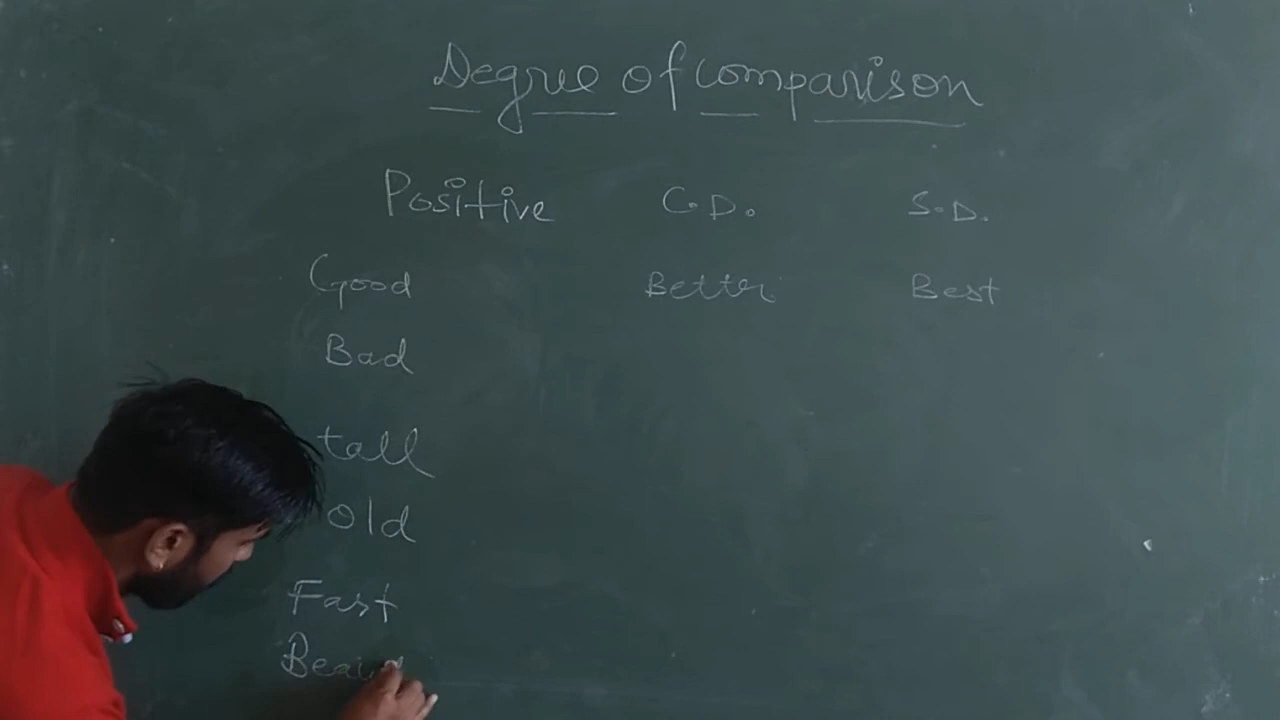 Degree of comparison
Positive C.D. S.D.
Good Better Best
Bad
tall
old
Fast